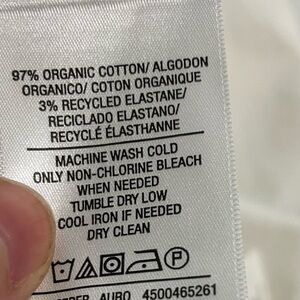 97% ORGANIC COTTON/ ALGODON
ORGANICO/ COTON ORGANIQUE
3% RECYCLED ELASTANE/
RECICLADO ELASTANO/
RECYCLÉ ÉLASTHANNE
MACHINE WASH COLD
ONLY NON-CHLORINE BLEACH
WHEN NEEDED
TUMBLE DRY LOW
COOL IRON IF NEEDED
DRY CLEAN
P
AURO 4500465261